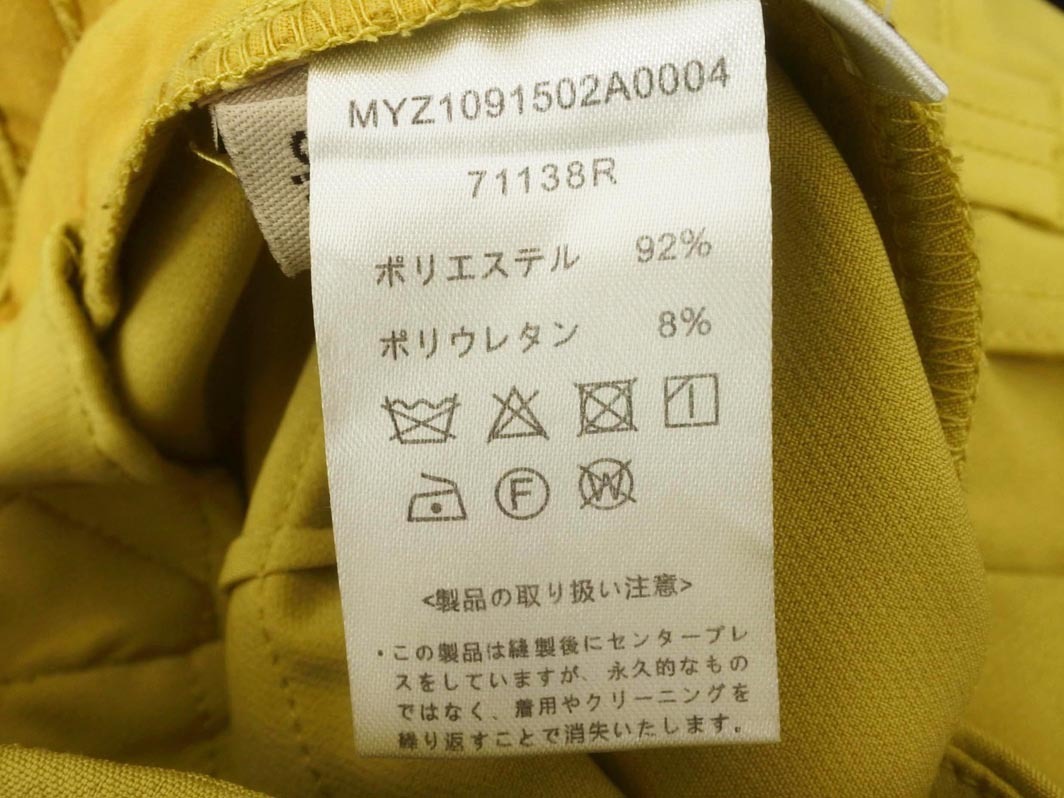 MYZ1091502A0004
71138R
ポリエステル 92%
ポリウレタン 8%
F W
<製品の取り扱い注意>
・この製品は縫製後にセンタープレ
スをしていますが、永久的なもの
ではなく、着用やクリーニングを
繰り返すことで消失いたします。